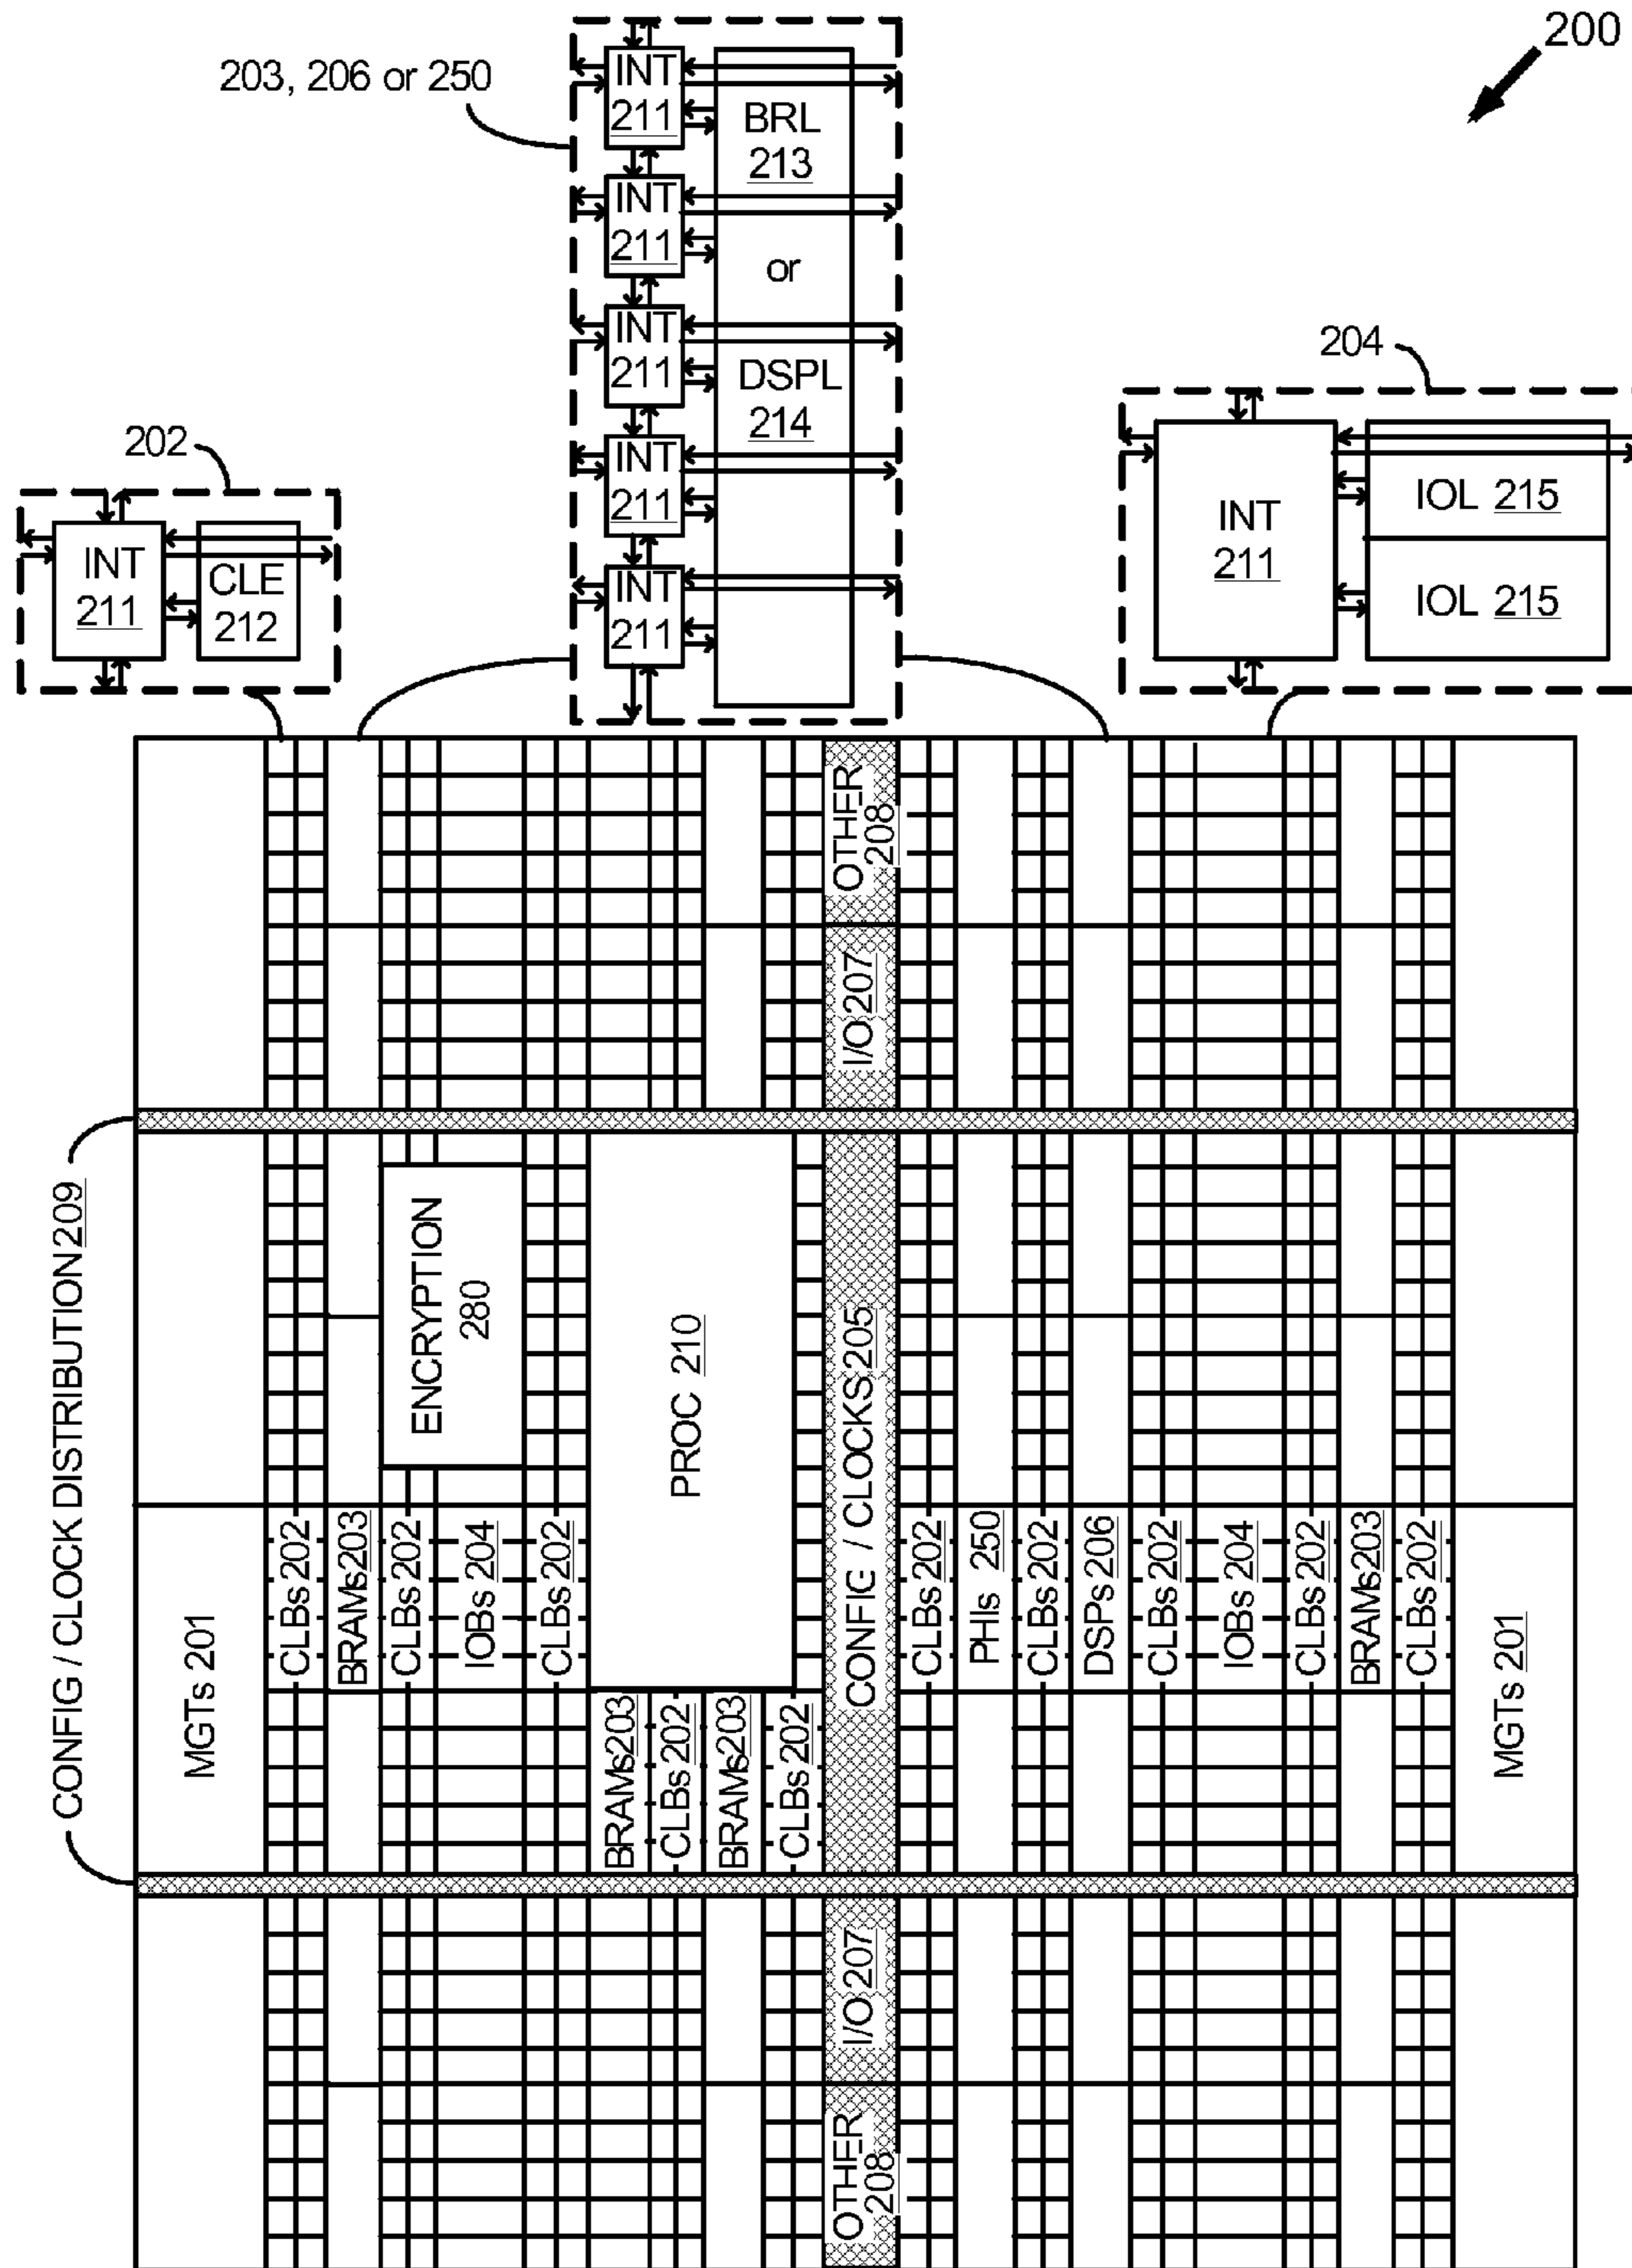 200
203, 206 or 250
INT
211
INT
211
INT
211
INT
211
INT
211
BRL
213
or
DSPL
214
204
INT
211
IOL 215
IOL 215
202
INT
211
CLE
212
CONFIG / CLOCK DISTRIBUTION 209
OTHER
208
I/O 207
ENCRYPTION
280
PROC 210
CONFIG / CLOCKS 205
MGTs 201
CLBs 202
BRAMs 203
CLBs 202
IOBs 204
CLBs 202
BRAMs 203
CLBs 202
BRAMs 203
CLBs 202
CLBs 202
PHIs 250
CLBs 202
DSPs 206
CLBs 202
IOBs 204
CLBs 202
BRAMs 203
CLBs 202
MGTs 201
I/O 207
OTHER
208